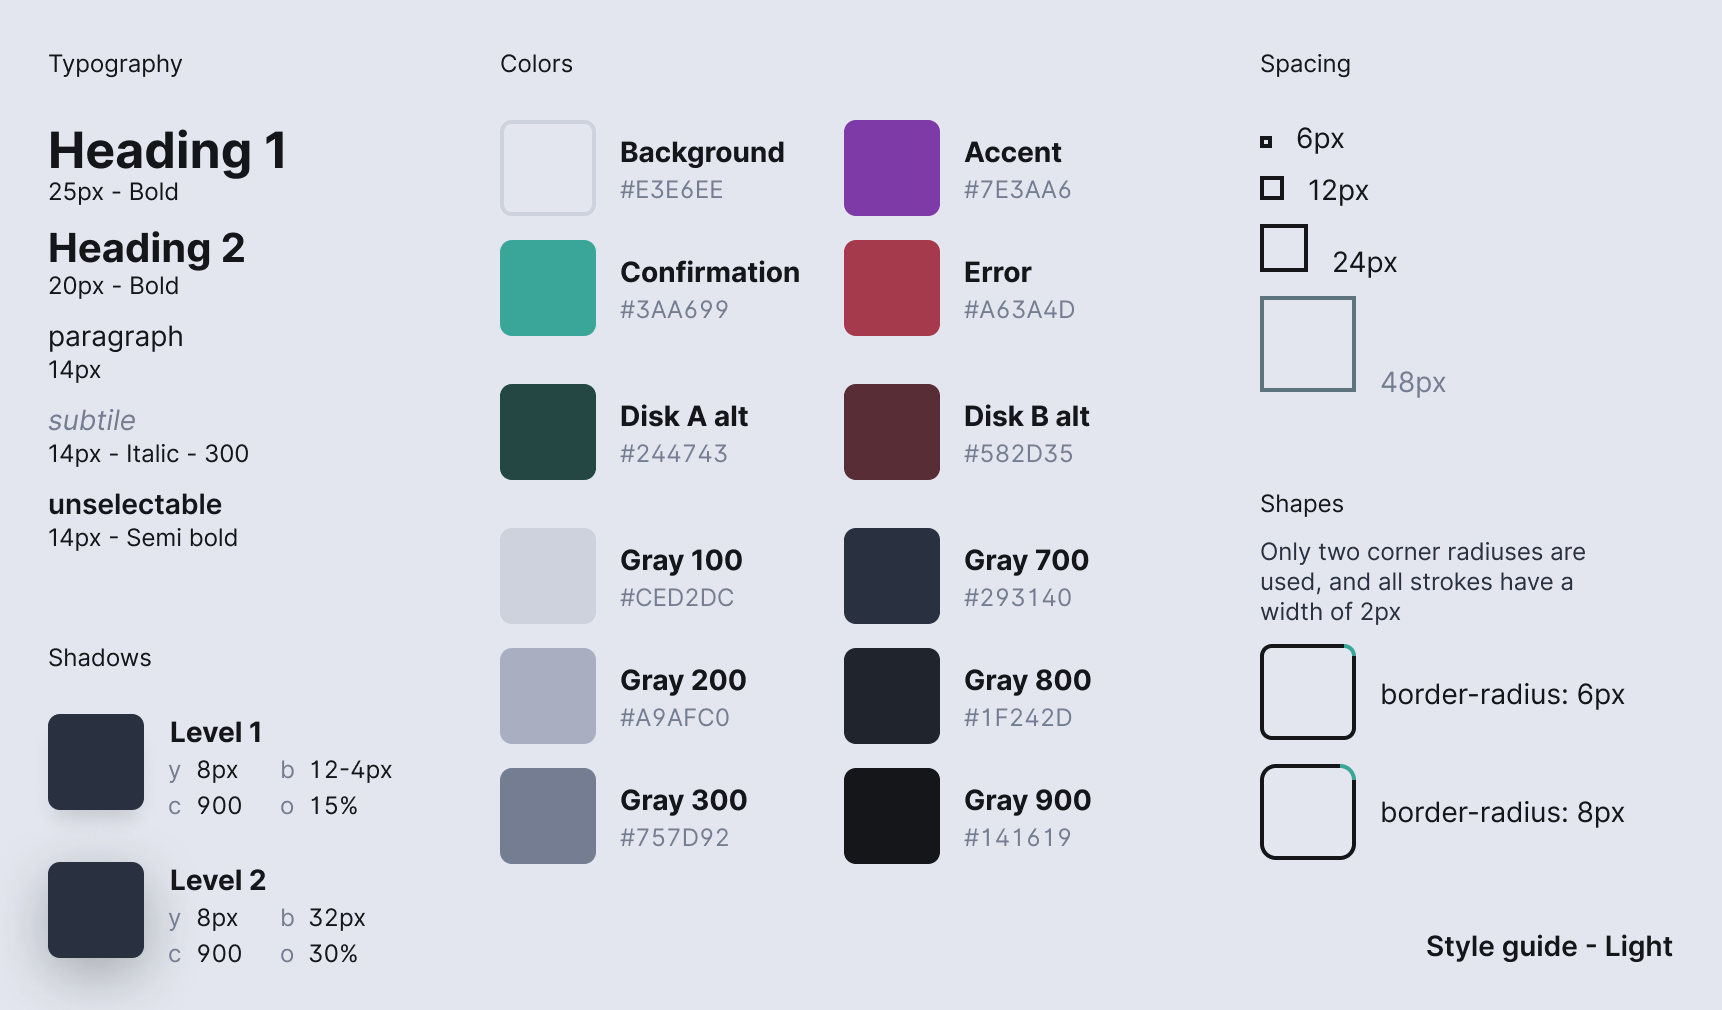 Typography
Heading 1
25px - Bold
Heading 2
20px - Bold
paragraph
14px
subtile
14px - Italic - 300
unselectable
14px - Semi bold
Shadows
Level 1
y 8px b 12-4px
c 900 o 15%
Level 2
y 8px b 32px
c 900 o 30%
Colors
Background
#E3E6EE
Accent
#7E3AA6
Confirmation
#3AA699
Error
#A63A4D
Disk A alt
#244743
Disk B alt
#582D35
Gray 100
#CED2DC
Gray 700
#293140
Gray 200
#A9AFC0
Gray 800
#1F242D
Gray 300
#757D92
Gray 900
#141619
Spacing
6px
12px
24px
48px
Shapes
Only two corner radiuses are
used, and all strokes have a
width of 2px
border-radius: 6px
border-radius: 8px
Style guide - Light